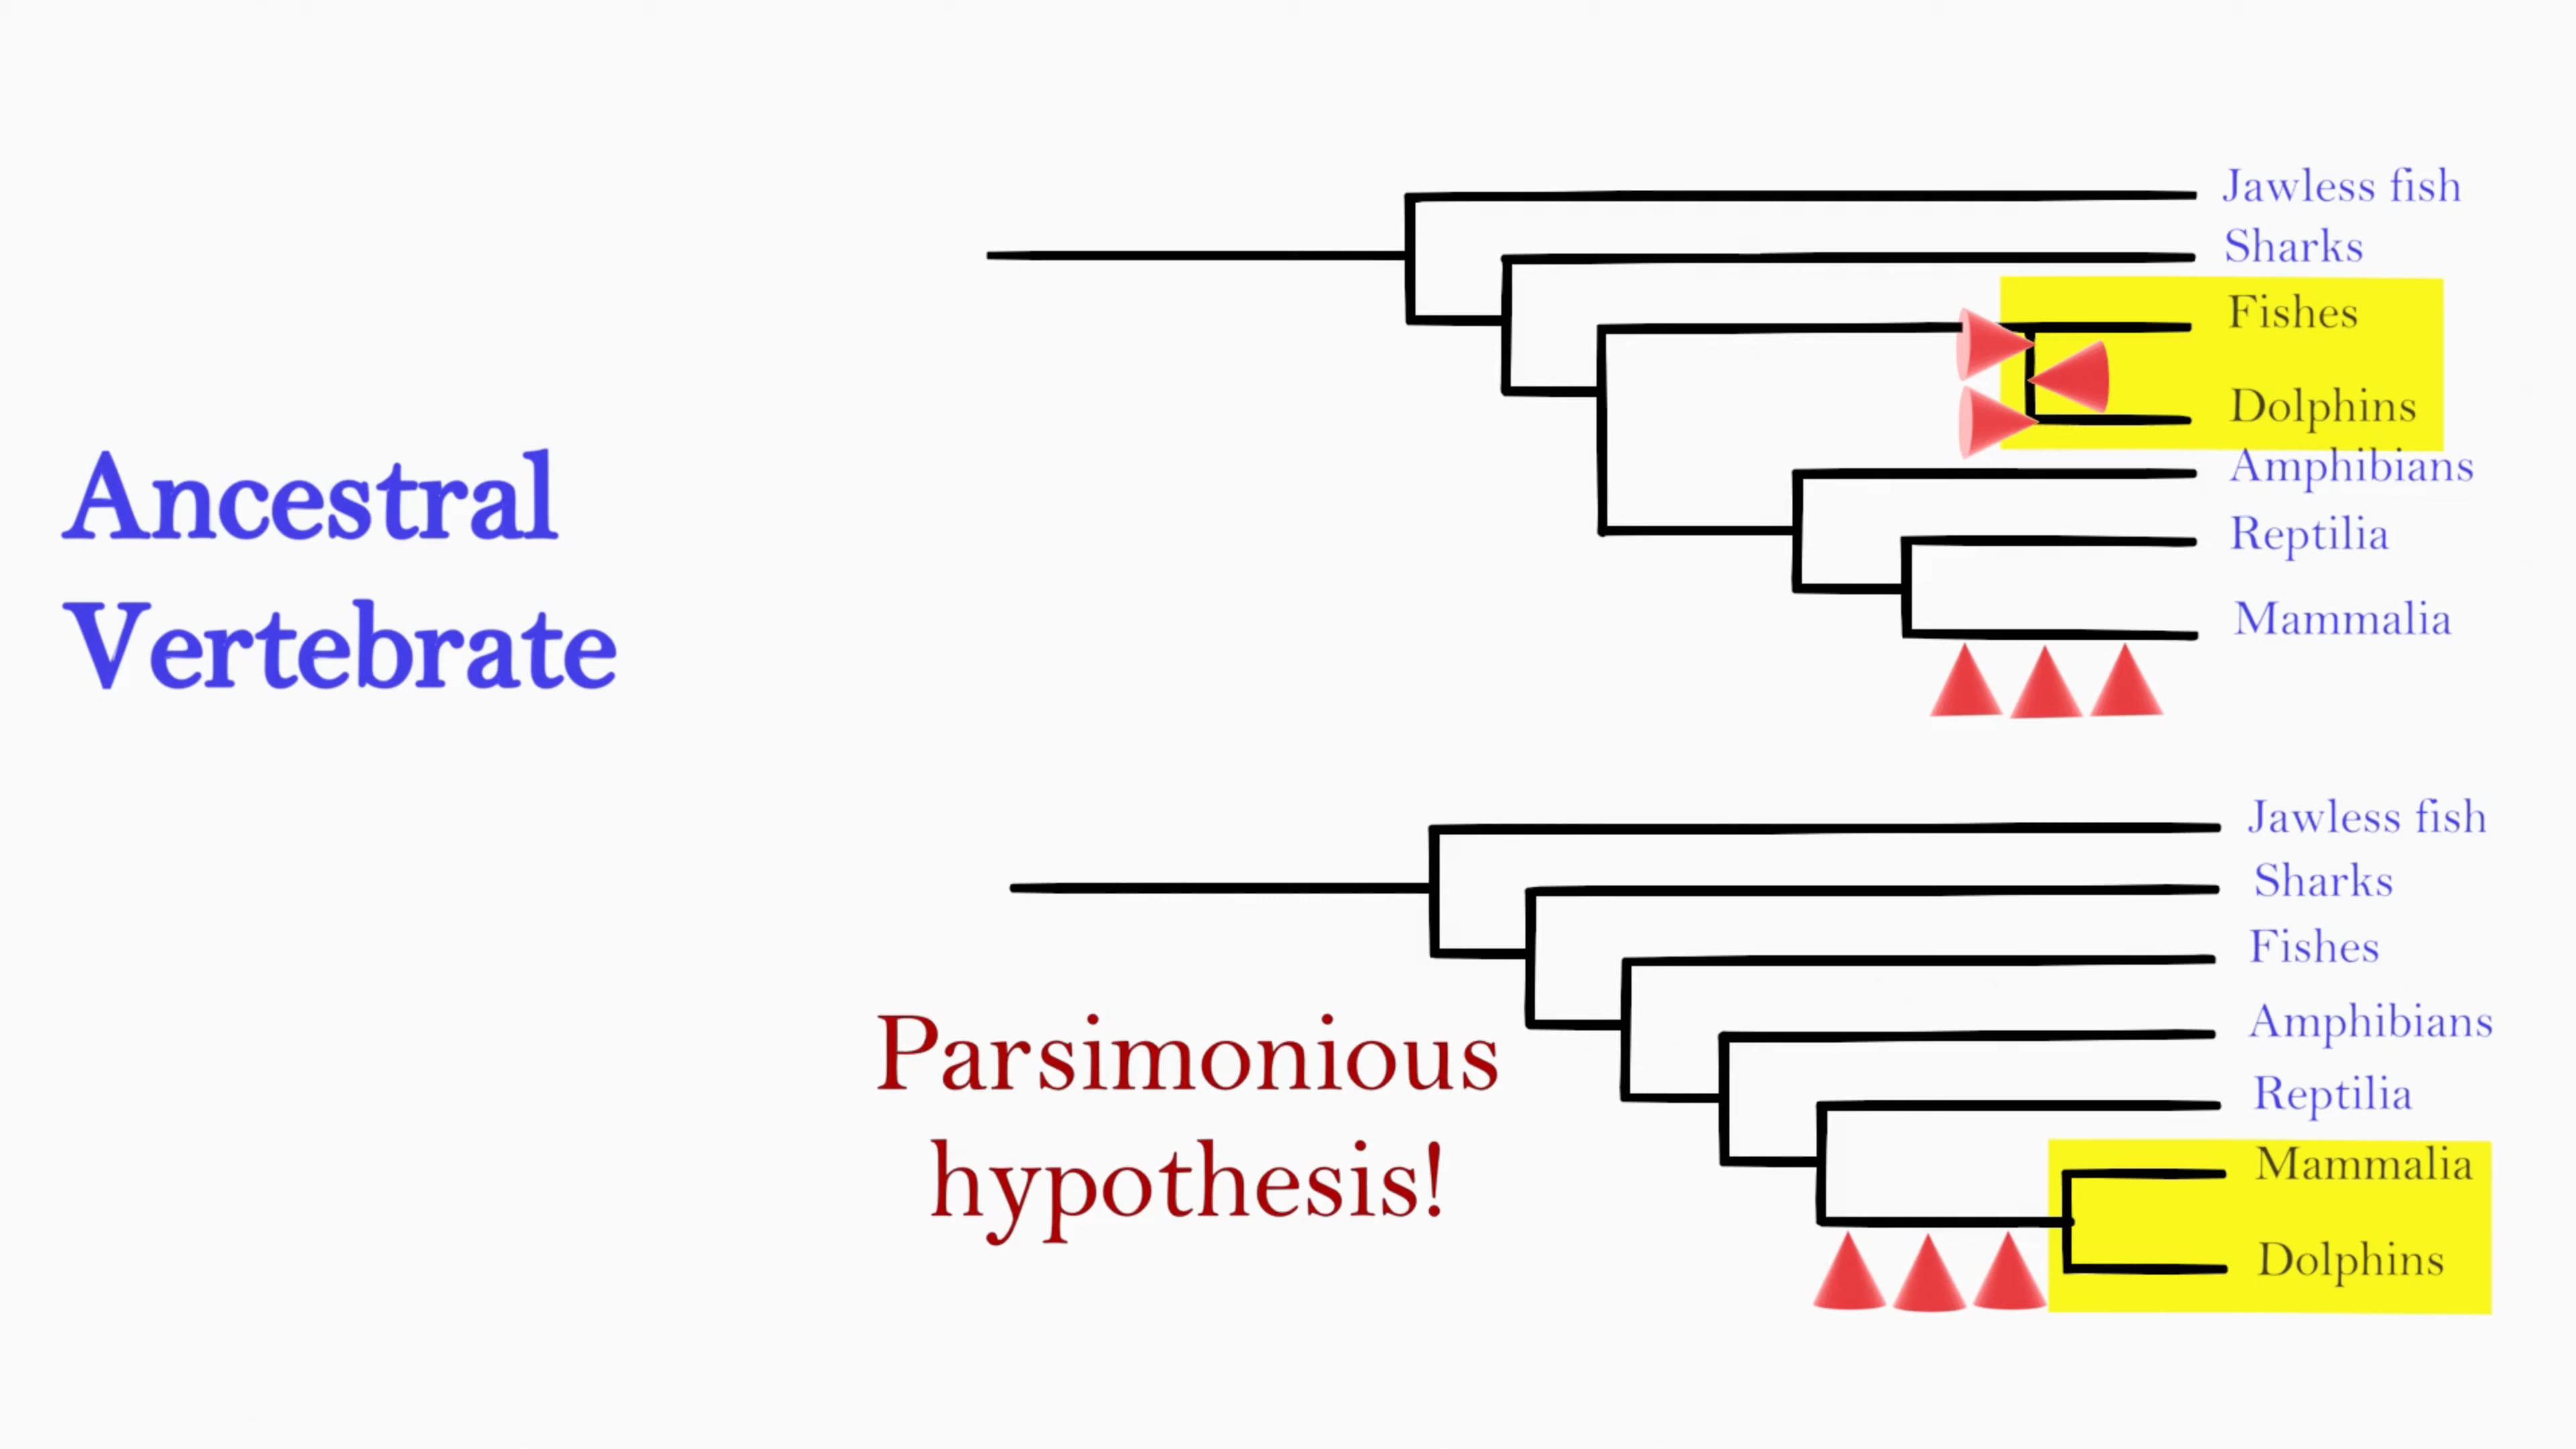 Ancestral
Vertebrate
Jawless fish
Sharks
Fishes
Dolphins
Amphibians
Reptilia
Mammalia
Parsimonious
hypothesis!
Jawless fish
Sharks
Fishes
Amphibians
Reptilia
Mammalia
Dolphins